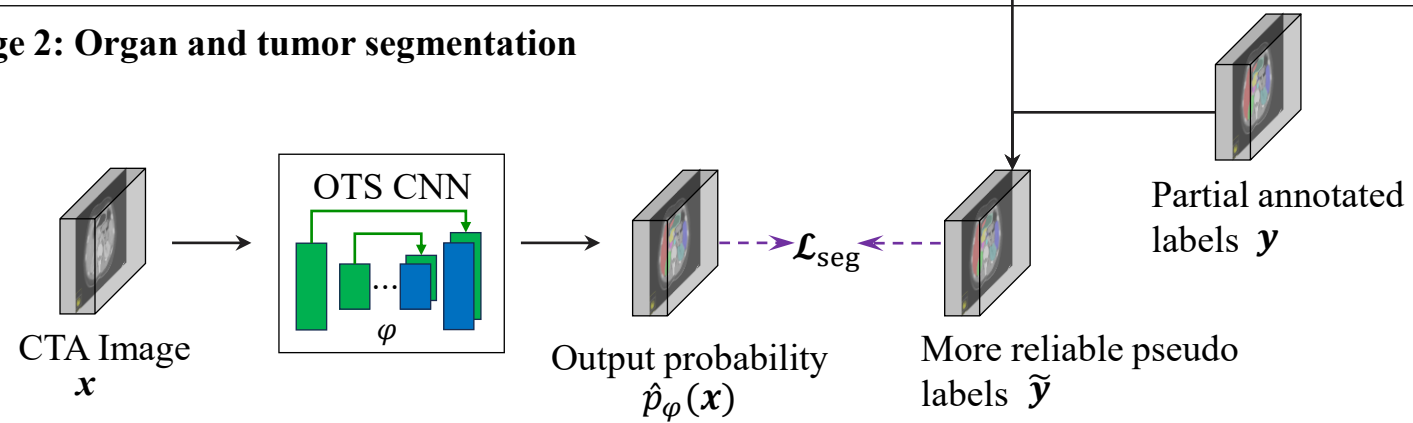 ge 2: Organ and tumor segmentation
OTS CNN
...
φ
CTA Image
x
Output probability
p̂φ(x)
ℒseg
More reliable pseudo
labels ỹ
Partial annotated
labels y